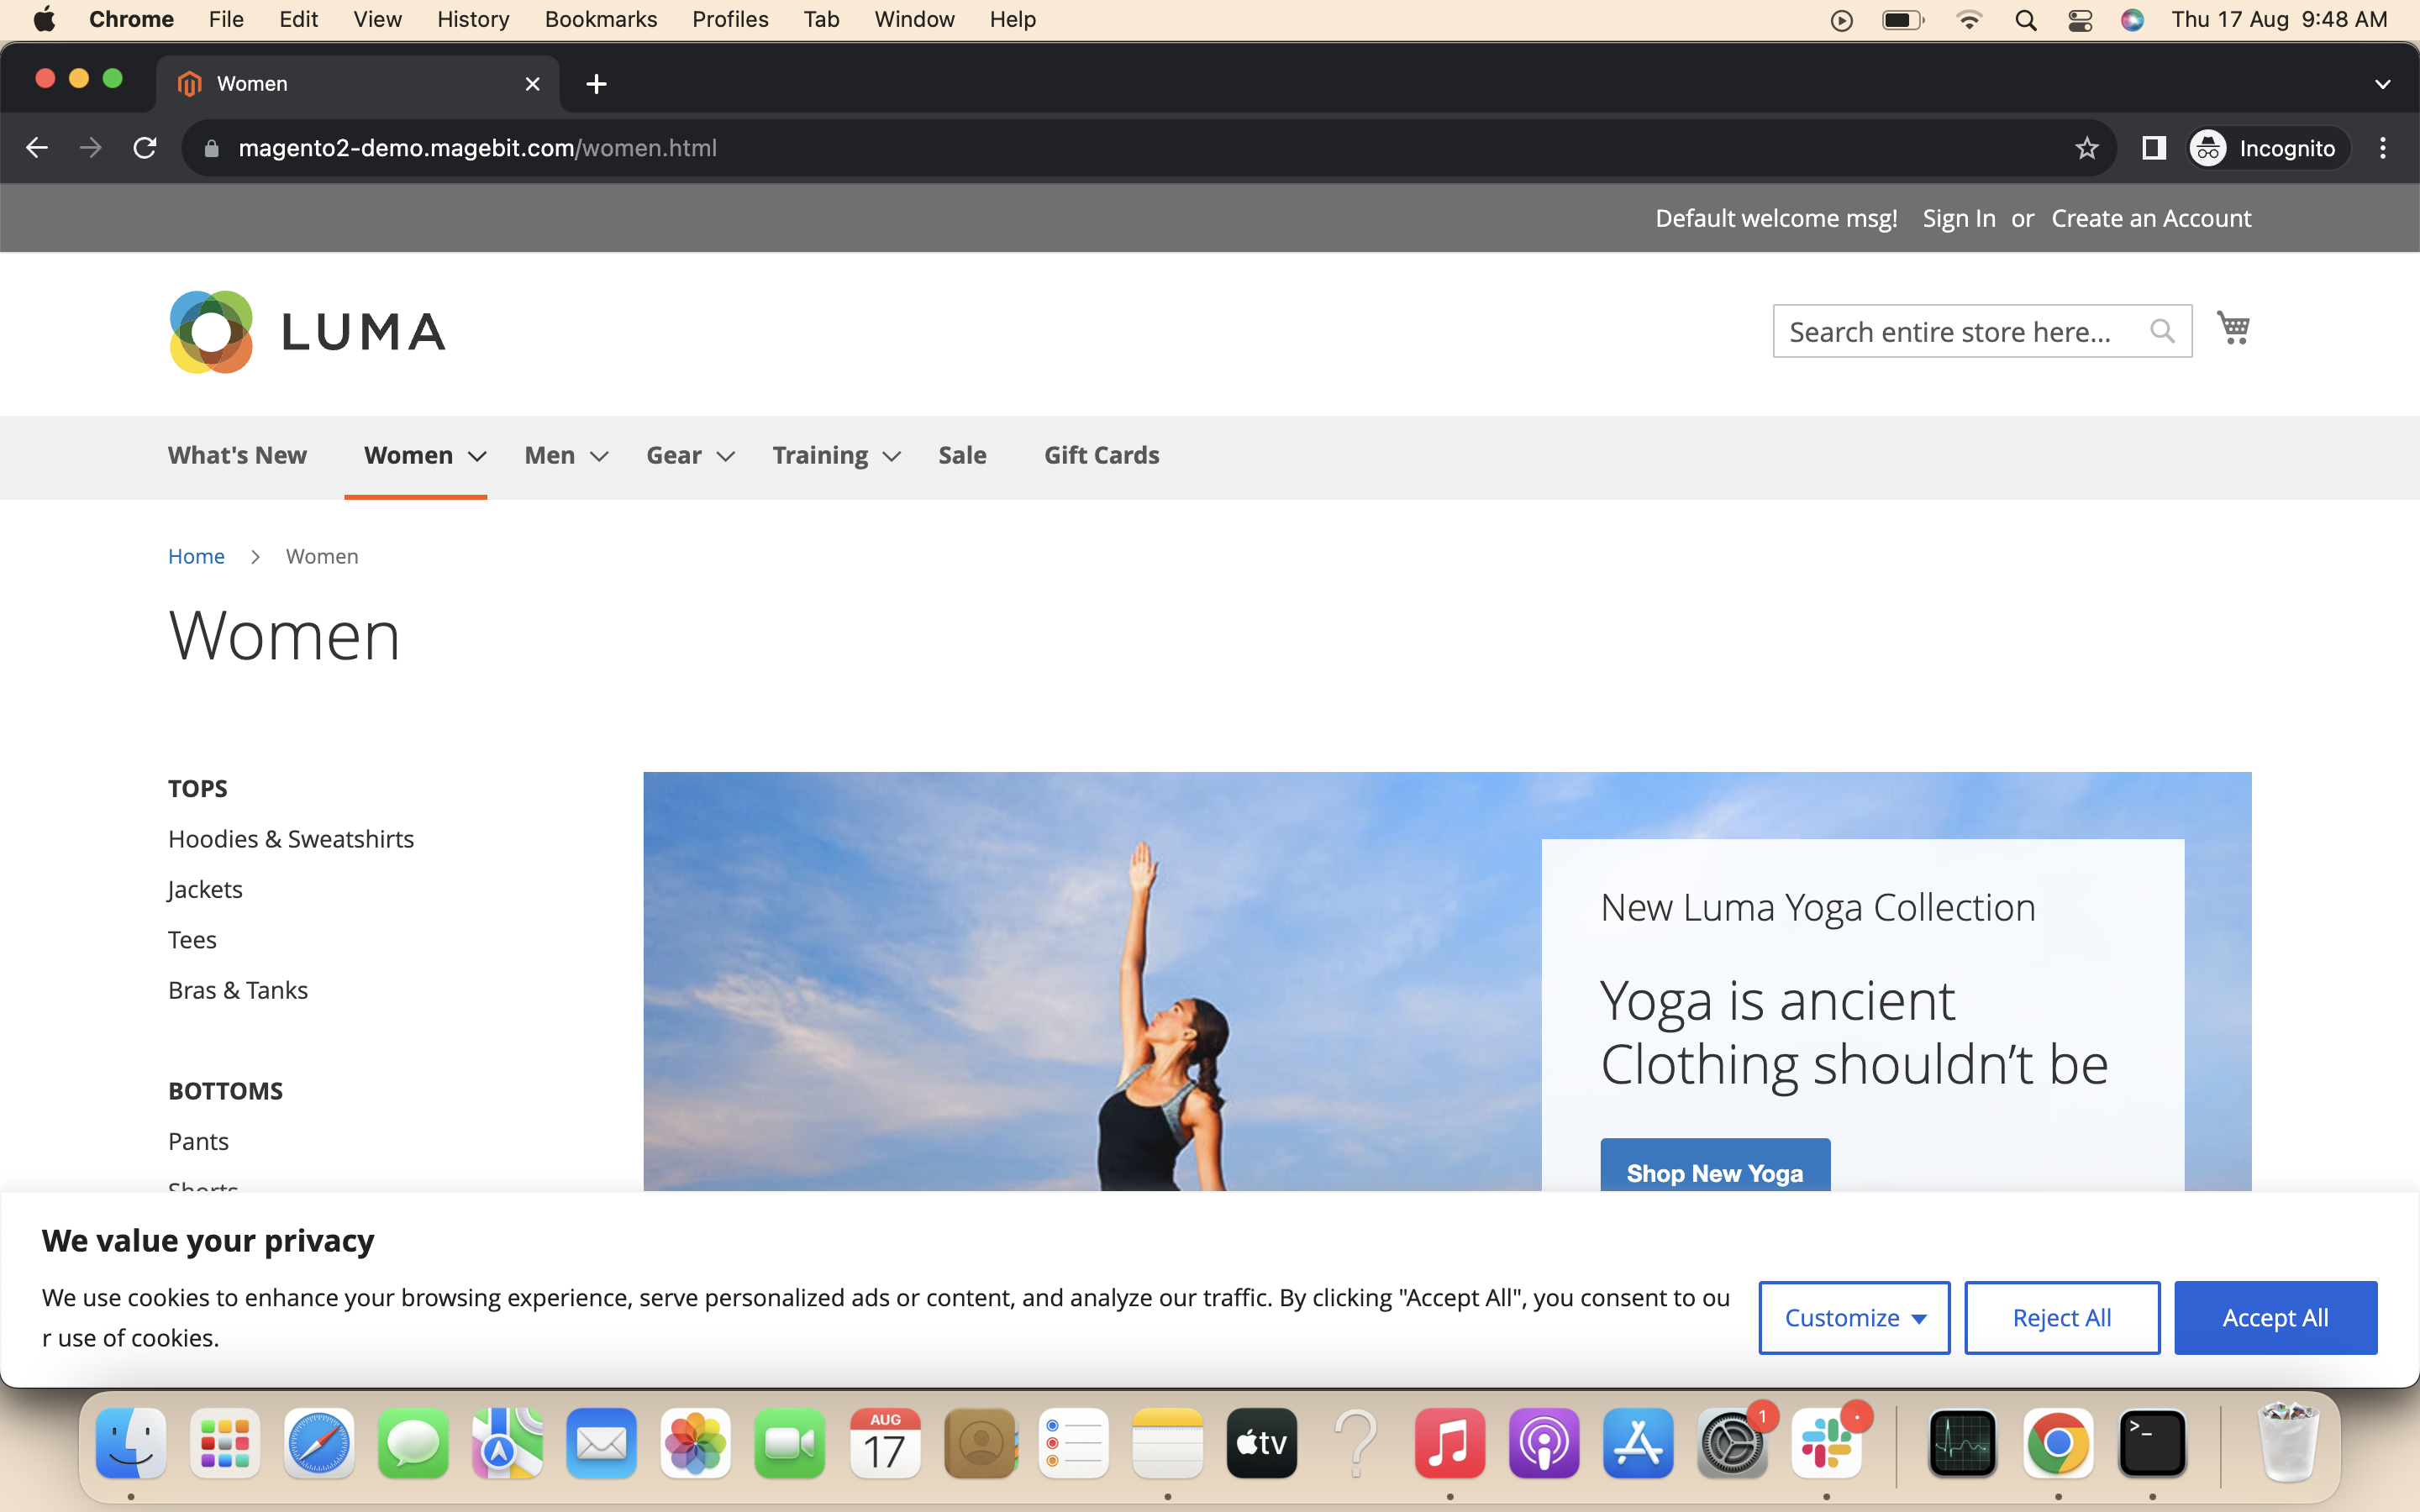 Chrome File Edit View History Bookmarks Profiles Tab Window Help Thu 17 Aug 9:48 AM
Women
magento2-demo.magebit.com/women.html Incognito
Default welcome msg! Sign In or Create an Account
LUMA
Search entire store here...
What's New Women Men Gear Training Sale Gift Cards
Home > Women
Women
TOPS
Hoodies & Sweatshirts
Jackets
Tees
Bras & Tanks
BOTTOMS
Pants
Shorts
New Luma Yoga Collection
Yoga is ancient
Clothing shouldn’t be
Shop New Yoga
We value your privacy
We use cookies to enhance your browsing experience, serve personalized ads or content, and analyze our traffic. By clicking "Accept All", you consent to ou
r use of cookies.
Customize Reject All Accept All
AUG
17
tv
1